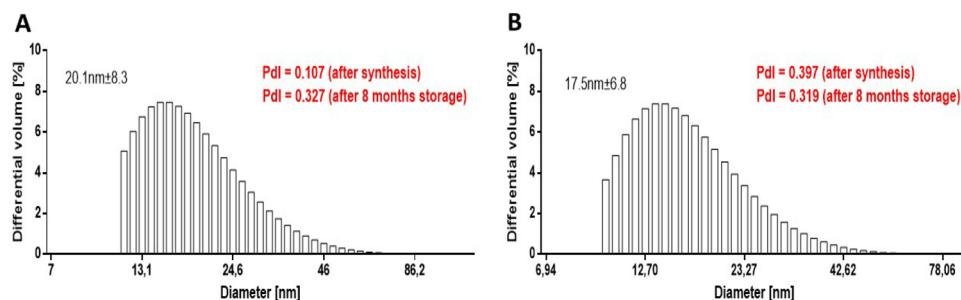 A
Differential volume [%]
10
8
6
4
2
0
20.1nm±8.3
PdI = 0.107 (after synthesis)
PdI = 0.327 (after 8 months storage)
7
13,1
24,6
46
86,2
Diameter [nm]
B
Differential volume [%]
10
8
6
4
2
0
17.5nm±6.8
PdI = 0.397 (after synthesis)
PdI = 0.319 (after 8 months storage)
6,94
12,70
23,27
42,62
78,06
Diameter [nm]